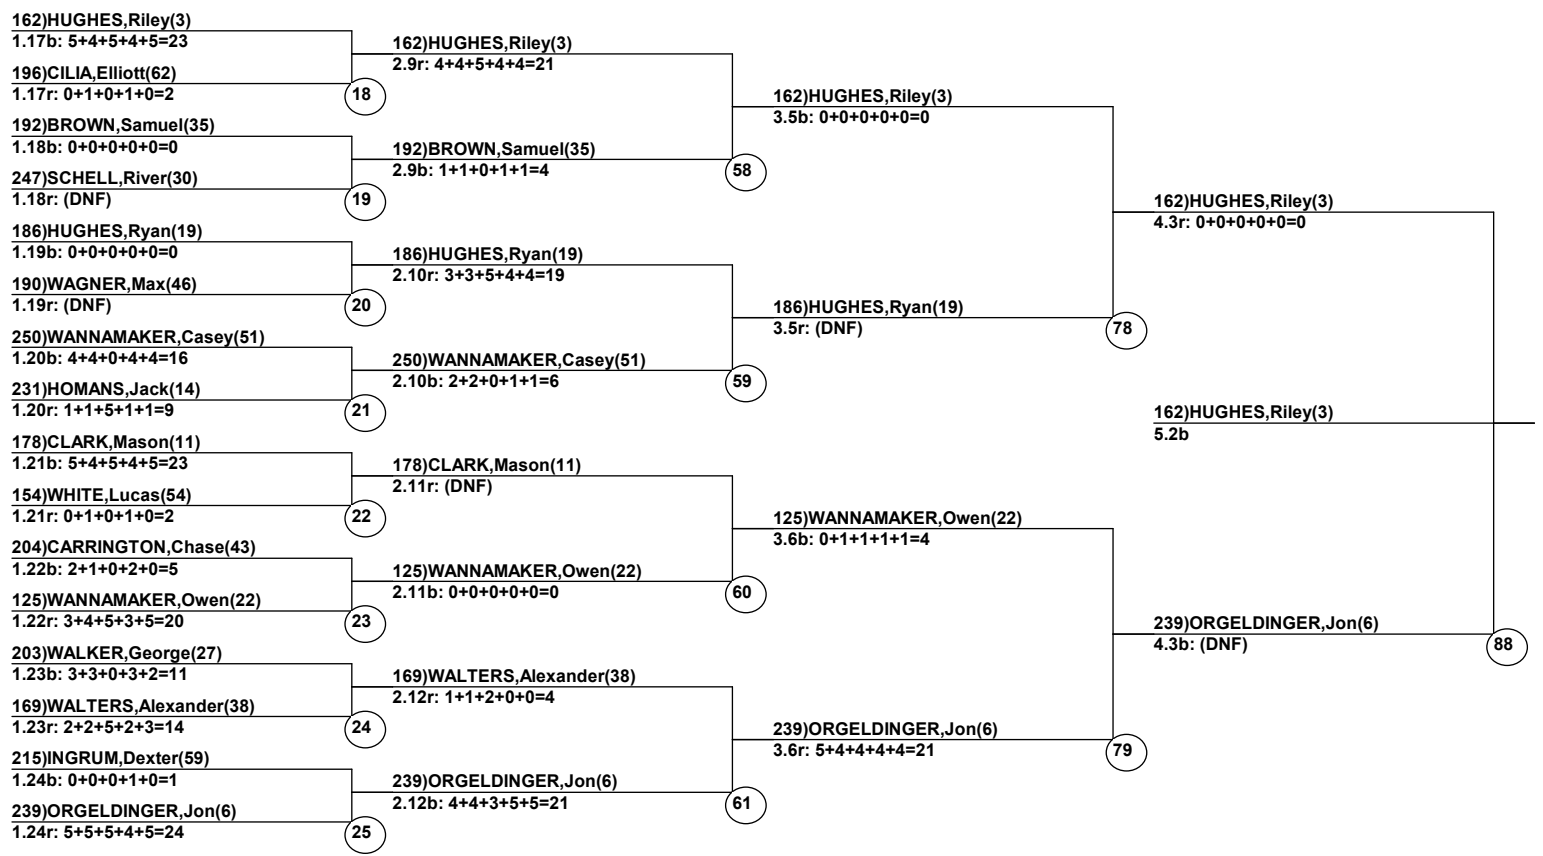 162)HUGHES,Riley(3)
1.17b: 5+4+5+4+5=23
196)CILIA,Elliott(62)
1.17r: 0+1+0+1+0=2
18
192)BROWN,Samuel(35)
1.18b: 0+0+0+0+0=0
247)SCHELL,River(30)
1.18r: (DNF)
19
186)HUGHES,Ryan(19)
1.19b: 0+0+0+0+0=0
190)WAGNER,Max(46)
1.19r: (DNF)
20
250)WANNAMAKER,Casey(51)
1.20b: 4+4+0+4+4=16
231)HOMANS,Jack(14)
1.20r: 1+1+5+1+1=9
21
178)CLARK,Mason(11)
1.21b: 5+4+5+4+5=23
154)WHITE,Lucas(54)
1.21r: 0+1+0+1+0=2
22
204)CARRINGTON,Chase(43)
1.22b: 2+1+0+2+0=5
125)WANNAMAKER,Owen(22)
1.22r: 3+4+5+3+5=20
23
203)WALKER,George(27)
1.23b: 3+3+0+3+2=11
169)WALTERS,Alexander(38)
1.23r: 2+2+5+2+3=14
24
215)INGRUM,Dexter(59)
1.24b: 0+0+0+1+0=1
239)ORGELDINGER,Jon(6)
1.24r: 5+5+5+4+5=24
25
162)HUGHES,Riley(3)
2.9r: 4+4+5+4+4=21
192)BROWN,Samuel(35)
2.9b: 1+1+0+1+1=4
58
186)HUGHES,Ryan(19)
2.10r: 3+3+5+4+4=19
250)WANNAMAKER,Casey(51)
2.10b: 2+2+0+1+1=6
59
178)CLARK,Mason(11)
2.11r: (DNF)
125)WANNAMAKER,Owen(22)
2.11b: 0+0+0+0+0=0
60
169)WALTERS,Alexander(38)
2.12r: 1+1+2+0+0=4
239)ORGELDINGER,Jon(6)
2.12b: 4+4+3+5+5=21
61
162)HUGHES,Riley(3)
3.5b: 0+0+0+0+0=0
186)HUGHES,Ryan(19)
3.5r: (DNF)
78
125)WANNAMAKER,Owen(22)
3.6b: 0+1+1+1+1=4
239)ORGELDINGER,Jon(6)
3.6r: 5+4+4+4+4=21
79
162)HUGHES,Riley(3)
4.3r: 0+0+0+0+0=0
162)HUGHES,Riley(3)
5.2b
239)ORGELDINGER,Jon(6)
4.3b: (DNF)
88